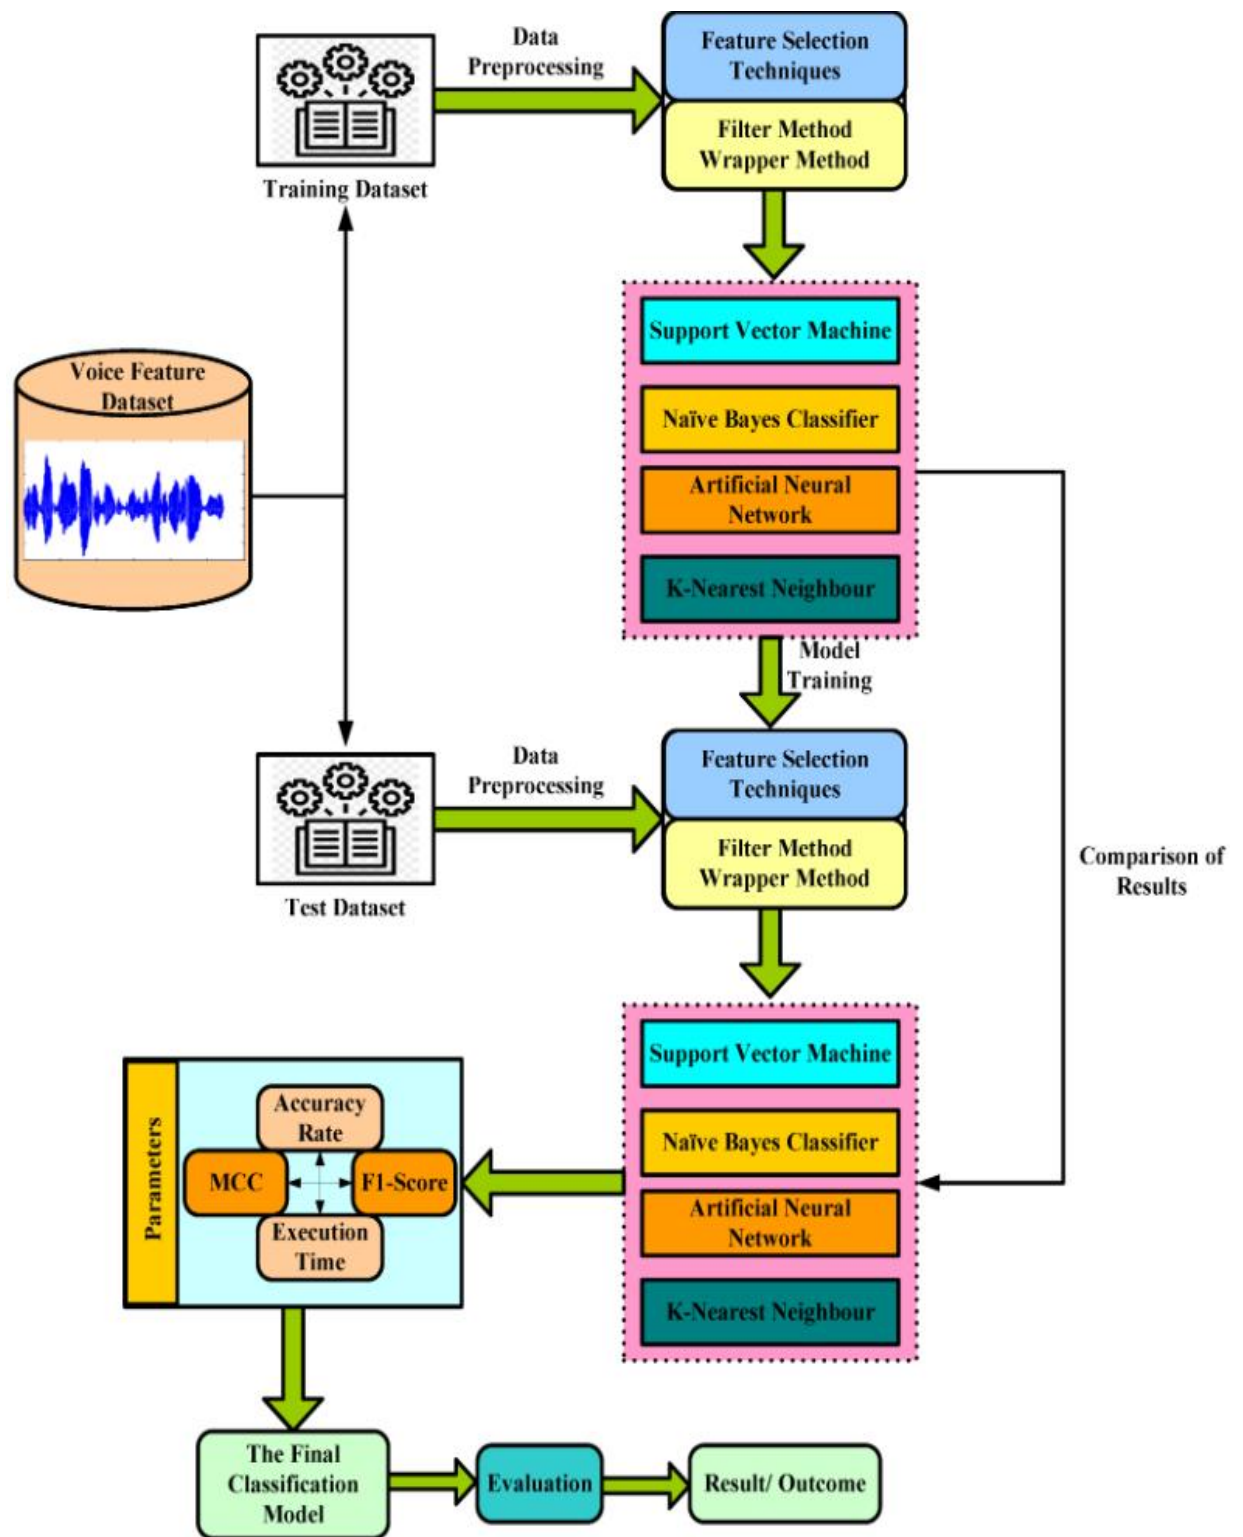 Data
Preprocessing
Feature Selection
Techniques
Filter Method
Wrapper Method
Training Dataset
Support Vector Machine
Voice Feature
Dataset
Naïve Bayes Classifier
Artificial Neural
Network
K-Nearest Neighbour
Model
Training
Data
Preprocessing
Feature Selection
Techniques
Filter Method
Wrapper Method
Test Dataset
Comparison of
Results
Support Vector Machine
Naïve Bayes Classifier
Artificial Neural
Network
K-Nearest Neighbour
Parameters
Accuracy
Rate
MCC
F1-Score
Execution
Time
The Final
Classification
Model
Evaluation
Result/ Outcome